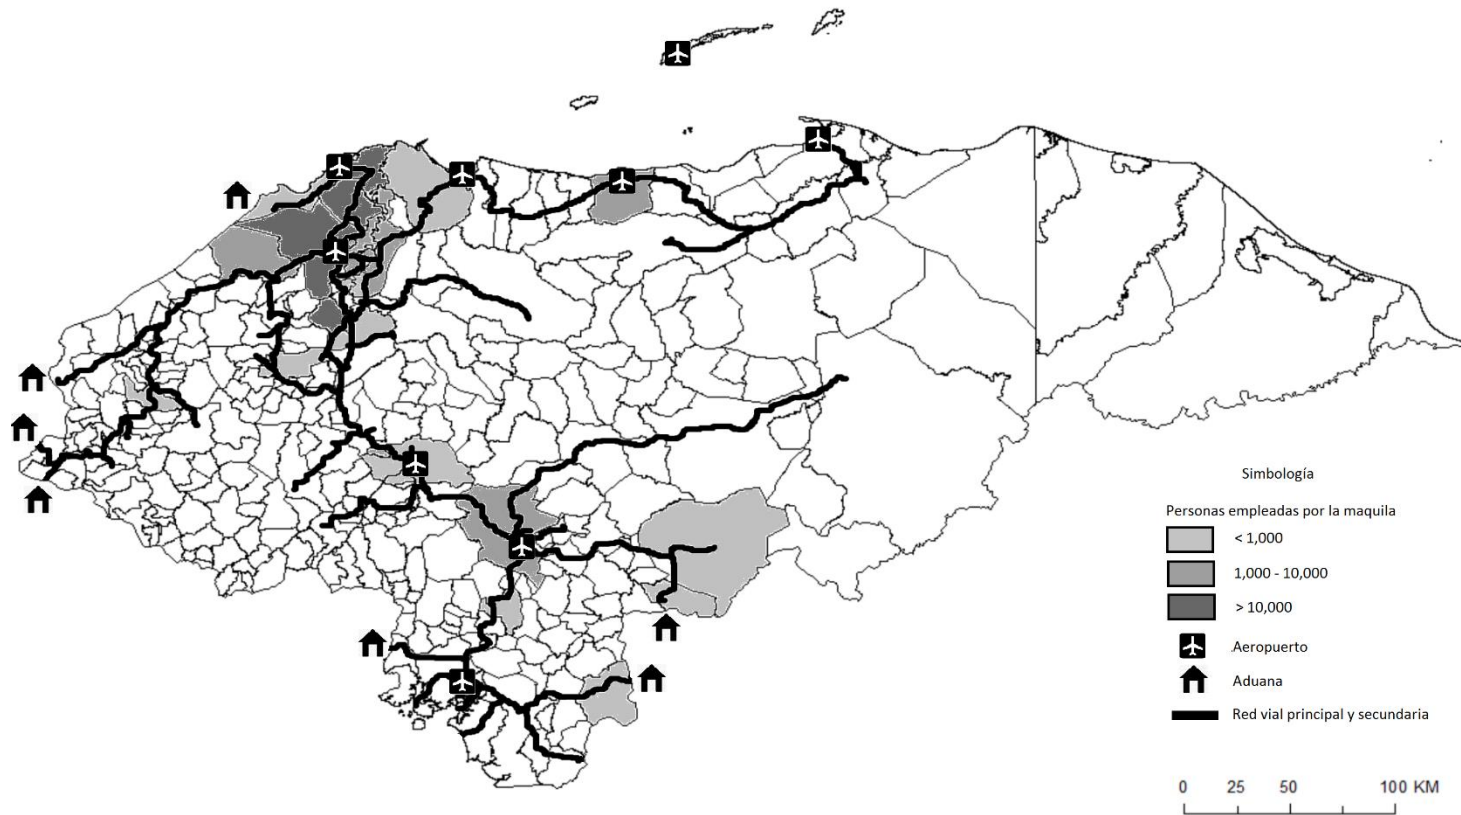 Simbología
Personas empleadas por la maquila
< 1,000
1,000 - 10,000
> 10,000
Aeropuerto
Aduana
Red vial principal y secundaria
0 25 50 100 KM